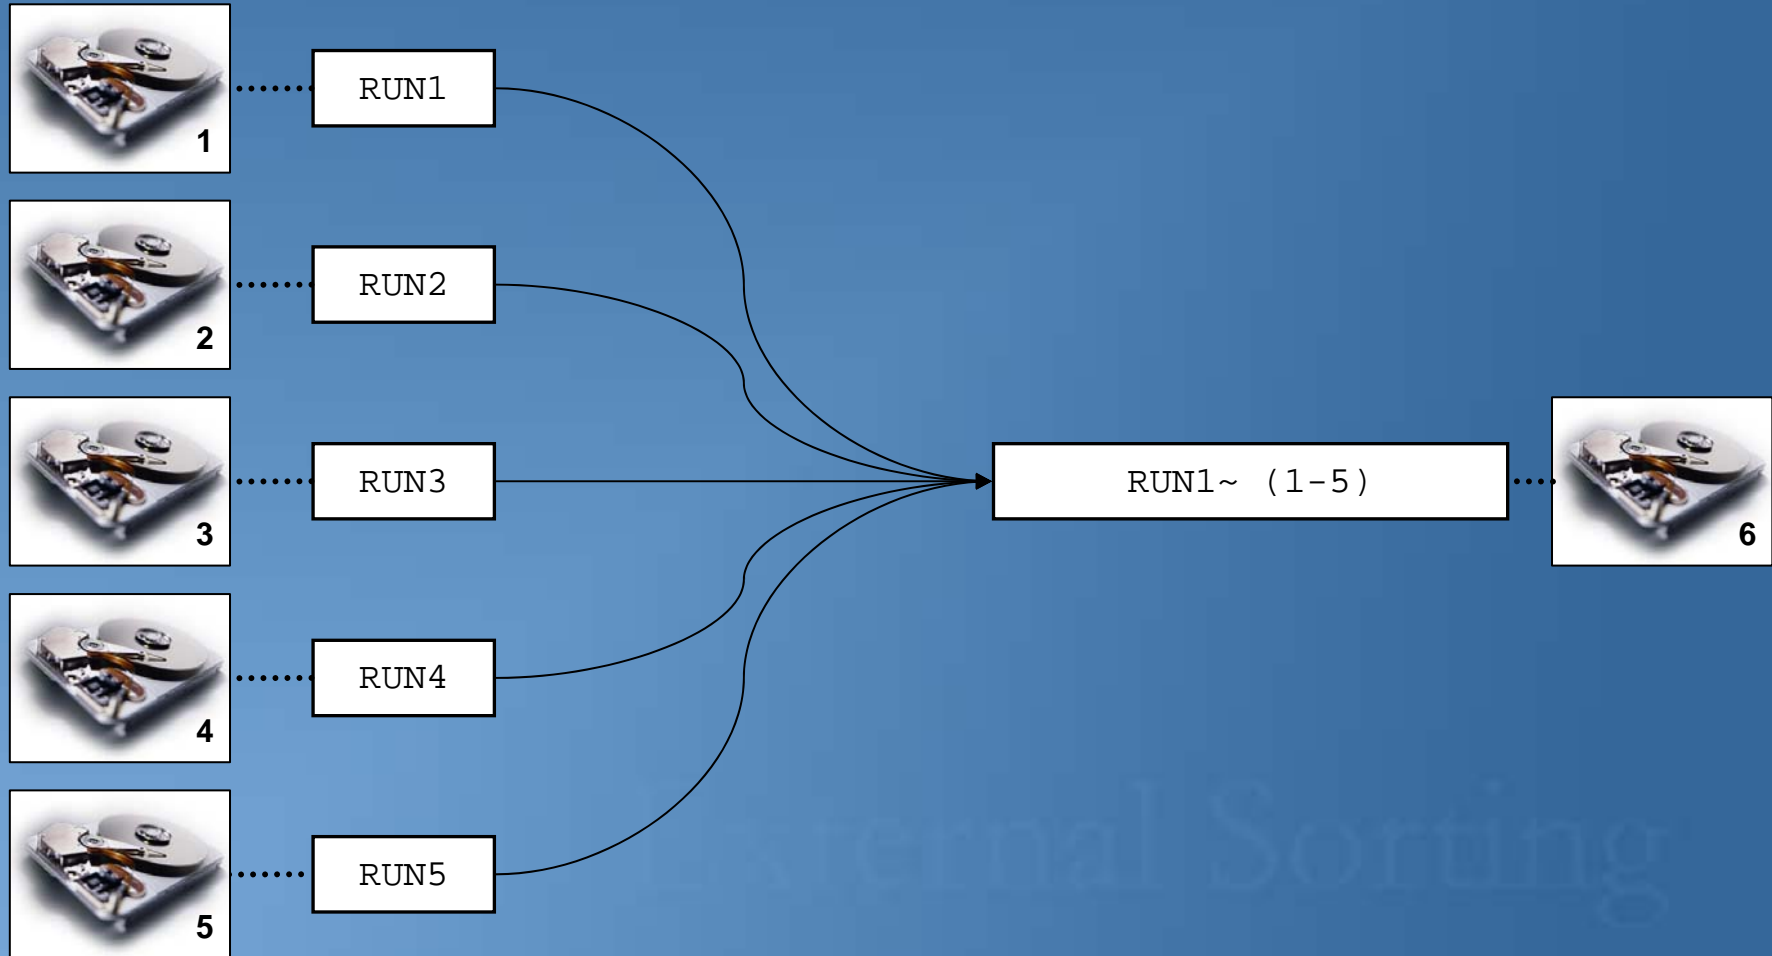 RUN1
1
RUN2
2
RUN3
3
RUN1~ (1-5)
6
RUN4
4
RUN5
5
External Sorting